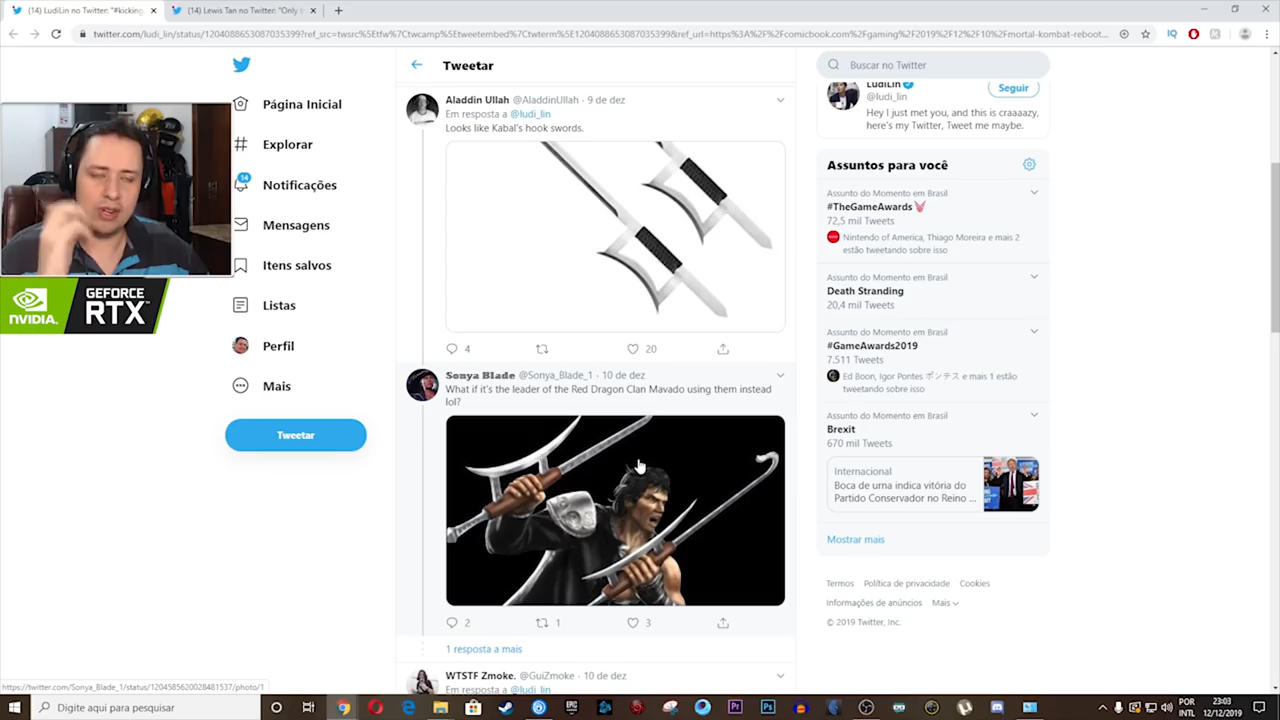 (14) LudiLin no Twitter: "#kicking
(14) Lewis Tan no Twitter: "Only t
twitter.com/ludi_lin/status/1204088653087035399?ref_src=twsrc%5Etfw%7Ctwcamp%5Etweetembed%7Ctwterm%5E1204088653087035399&ref_url=https%3A%2F%2Fcomicbook.com%2Fgaming%2F2019%2F12%2F10%2Fmortal-kombat-reboot...
Página Inicial
Explorar
14
Notificações
Mensagens
Itens salvos
Listas
Perfil
Mais
Tweetar
NVIDIA.
GEFORCE
RTX
Tweetar
Aladdin Ullah @AladdinUllah · 9 de dez
Em resposta a @ludi_lin
Looks like Kabal's hook swords.
4
20
Sonya Blade @Sonya_Blade_1 · 10 de dez
What if it's the leader of the Red Dragon Clan Mavado using them instead
lol?
2
1
3
1 resposta a mais
WTSTF Zmoke. @GuiZmoke · 10 de dez
Em resposta a @ludi_lin
Buscar no Twitter
LudiLin
@ludi_lin
Seguir
Hey I just met you, and this is craaaazy,
here's my Twitter, Tweet me maybe.
Assuntos para você
Assunto do Momento em Brasil
#TheGameAwards
72,5 mil Tweets
Nintendo of America, Thiago Moreira e mais 2
estão tweetando sobre isso
Assunto do Momento em Brasil
Death Stranding
20,4 mil Tweets
Assunto do Momento em Brasil
#GameAwards2019
7.511 Tweets
Ed Boon, Igor Pontes ポンテス e mais 1 estão
tweetando sobre isso
Assunto do Momento em Brasil
Brexit
670 mil Tweets
Internacional
Boca de urna indica vitória do
Partido Conservador no Reino ...
Mostrar mais
Termos Política de privacidade Cookies
Informações de anúncios Mais
© 2019 Twitter, Inc.
https://twitter.com/Sonya_Blade_1/status/1204585620028481537/photo/1
Digite aqui para pesquisar
EPIC
Pr
Ps
POR
INTL
23:03
12/12/2019